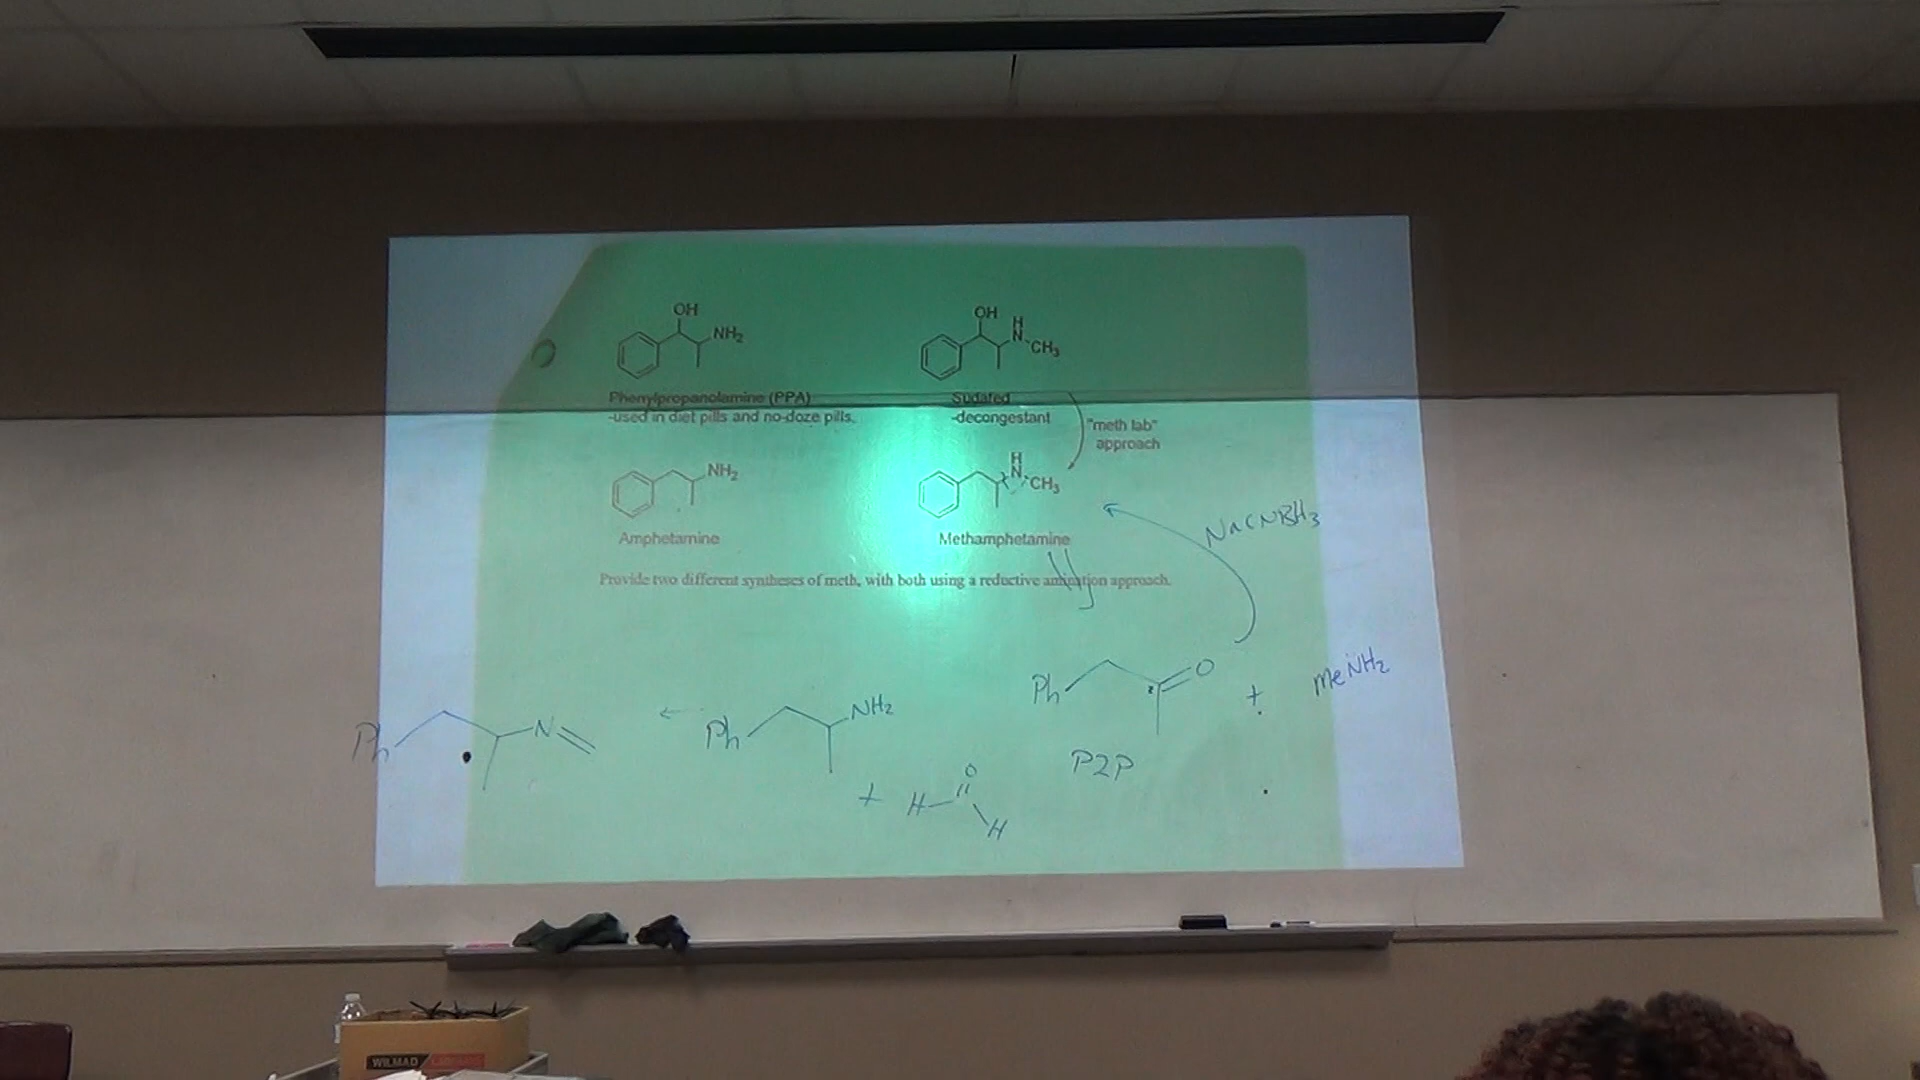 OH
NH₂
Phenylpropanolamine (PPA)
-used in diet pills and no-doze pills.
OH
H
N
CH₃
Sudafed
-decongestant
"meth lab"
approach
NH₂
Amphetamine
H
N
CH₃
Methamphetamine
NaCNBH₃
Provide two different syntheses of meth, with both using a reductive amination approach.
Ph
O
+
MeNH₂
P2P
Ph
N
Ph
NH₂
+
H
O
H
WILMAD